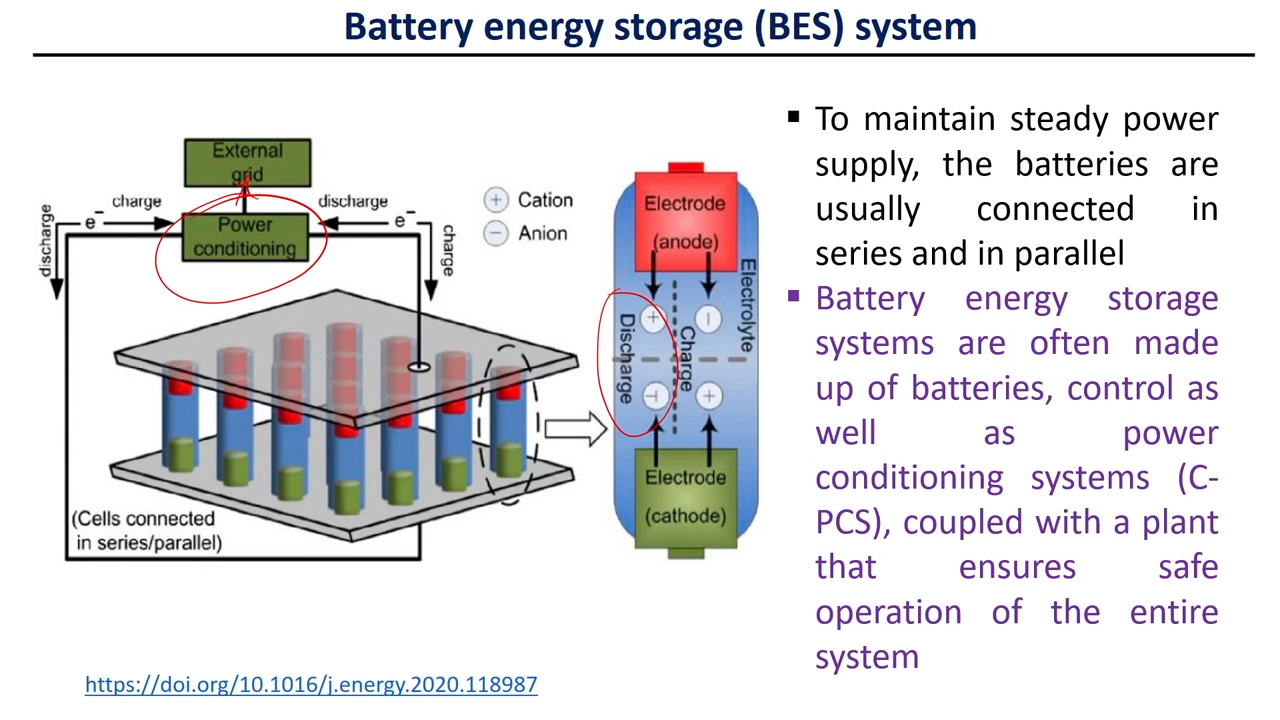 Battery energy storage (BES) system
External
grid
charge
discharge
e⁻
Power
conditioning
e⁻
discharge
charge
(Cells connected
in series/parallel)
+ Cation
− Anion
Electrode
(anode)
Electrolyte
+
−
Discharge
Charge
−
+
Electrode
(cathode)
▪ To maintain steady power
supply, the batteries are
usually connected in
series and in parallel
▪ Battery energy storage
systems are often made
up of batteries, control as
well as power
conditioning systems (C-
PCS), coupled with a plant
that ensures safe
operation of the entire
system
https://doi.org/10.1016/j.energy.2020.118987